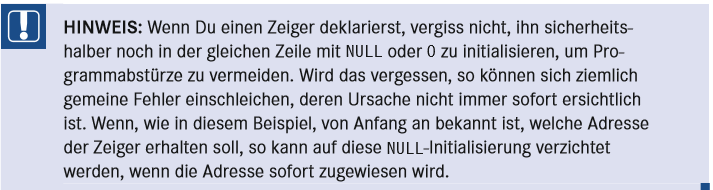 HINWEIS: Wenn Du einen Zeiger deklarierst, vergiss nicht, ihn sicherheits-
halber noch in der gleichen Zeile mit NULL oder 0 zu initialisieren, um Pro-
grammabstürze zu vermeiden. Wird das vergessen, so können sich ziemlich
gemeine Fehler einschleichen, deren Ursache nicht immer sofort ersichtlich
ist. Wenn, wie in diesem Beispiel, von Anfang an bekannt ist, welche Adresse
der Zeiger erhalten soll, so kann auf diese NULL-Initialisierung verzichtet
werden, wenn die Adresse sofort zugewiesen wird.